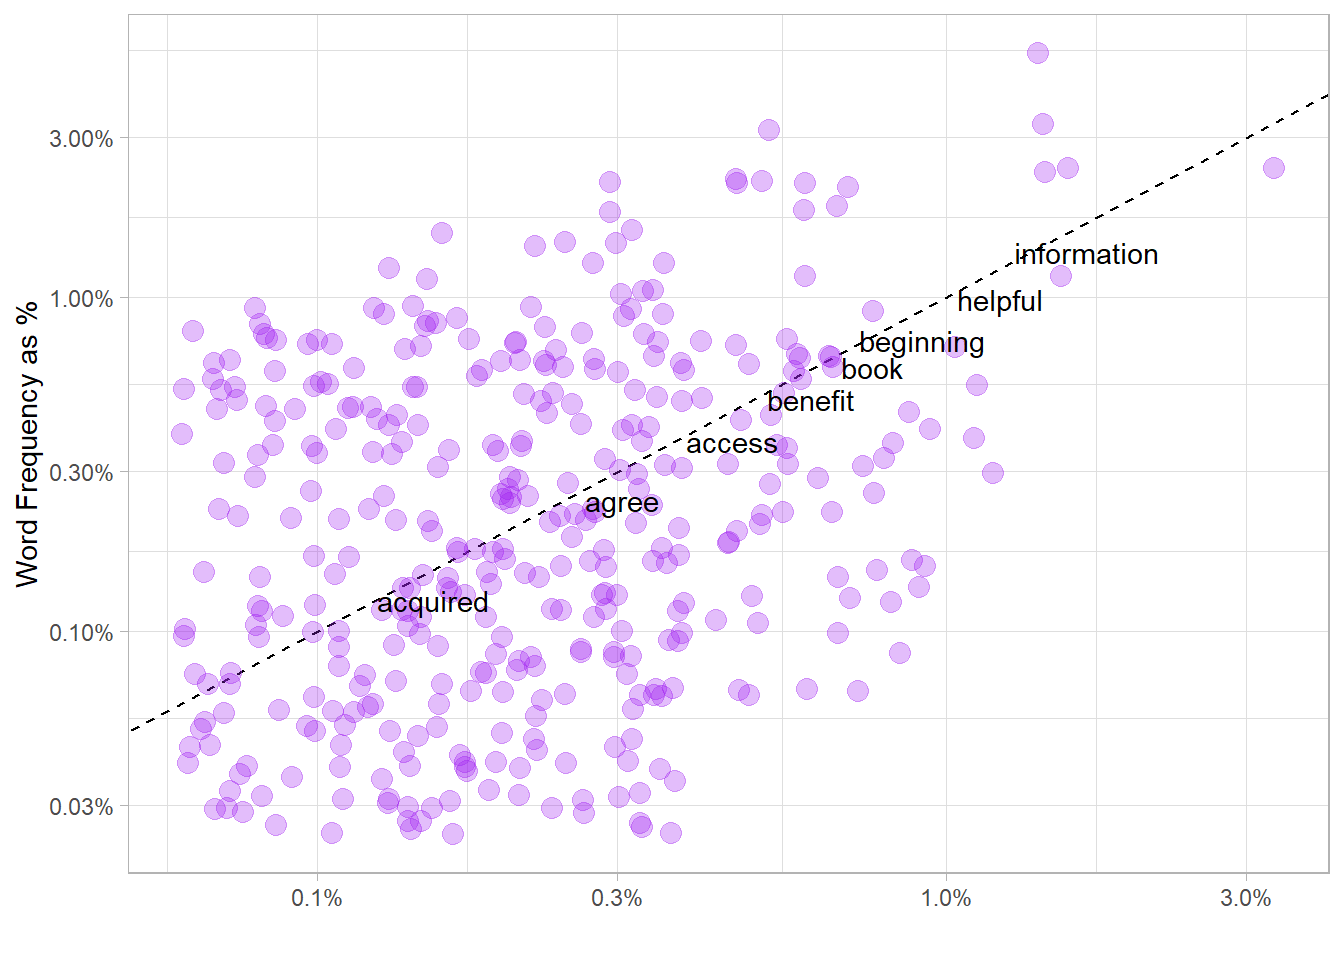 Word Frequency as %
3.00%
1.00%
0.30%
0.10%
0.03%
information
helpful
beginning
book
benefit
access
agree
acquired
0.1%
0.3%
1.0%
3.0%